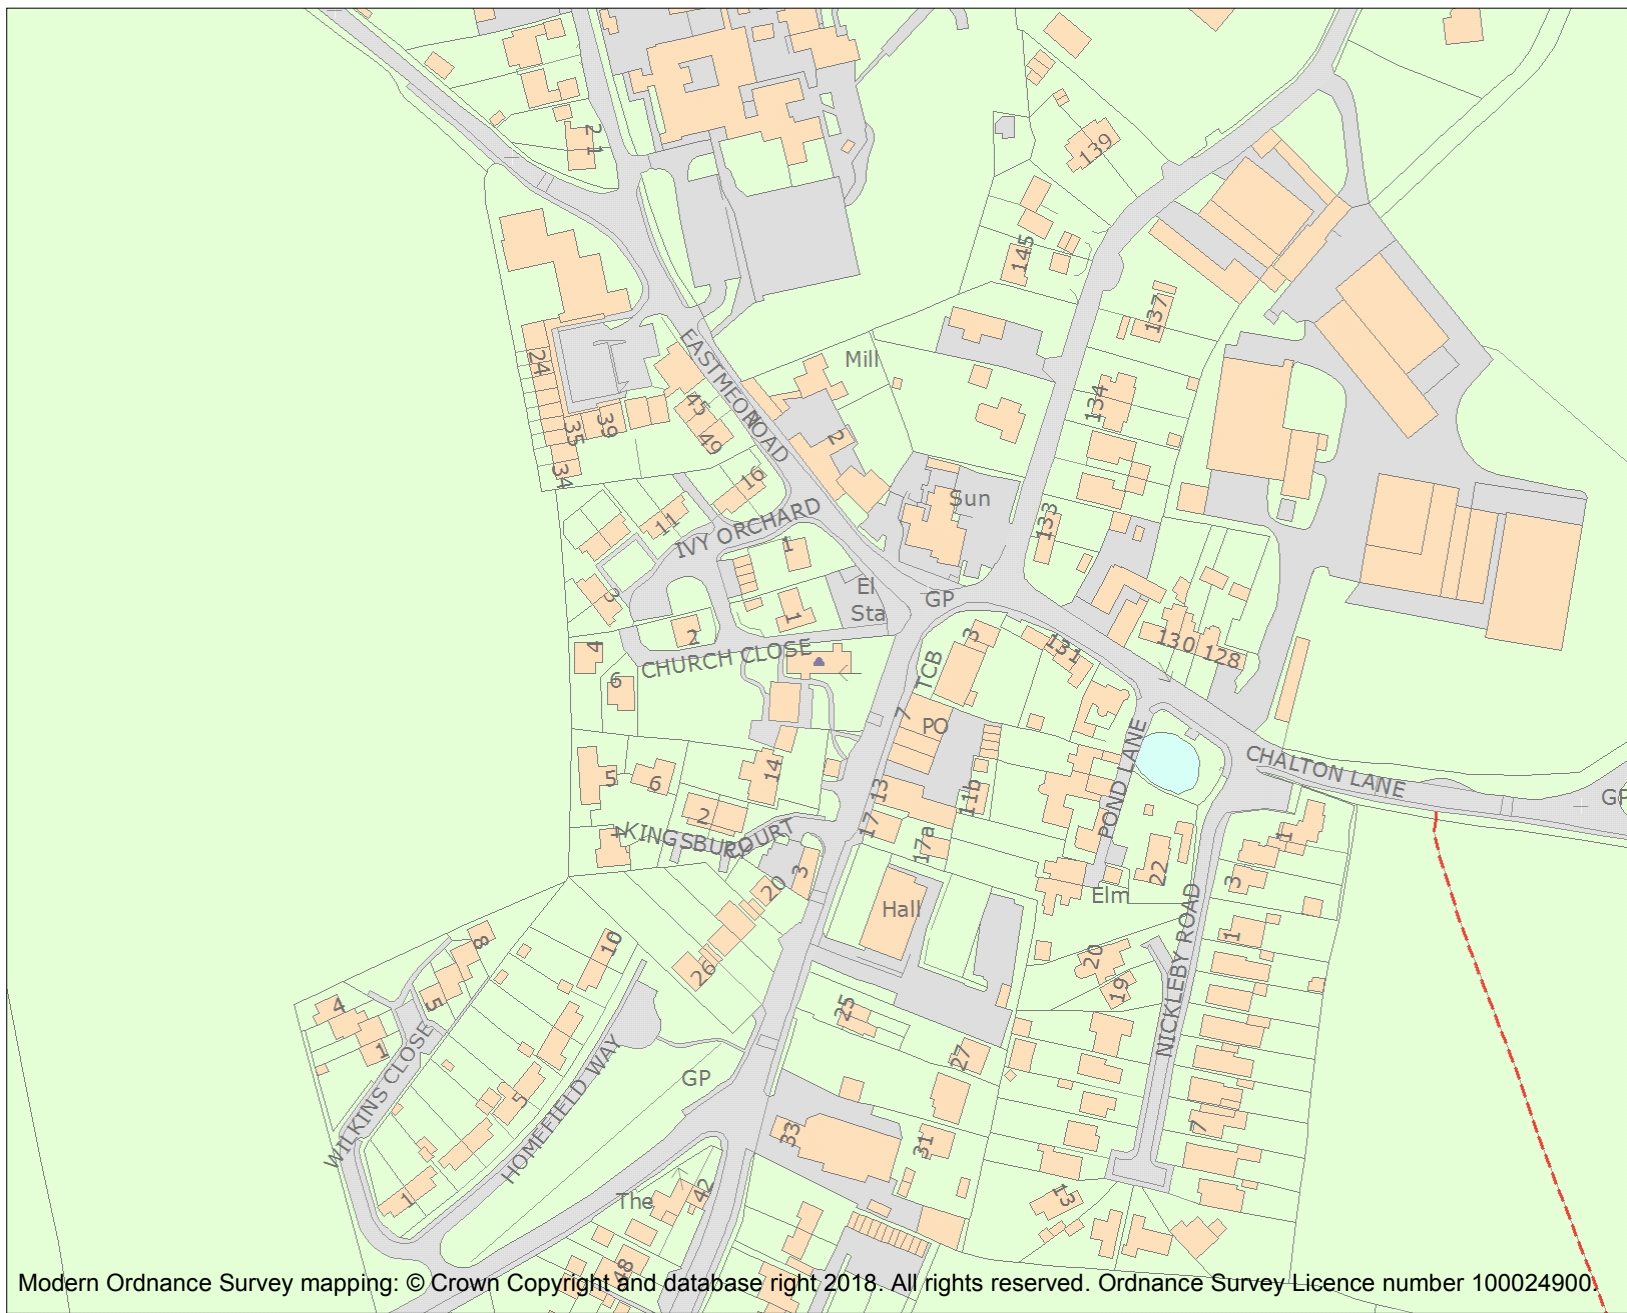 21
139
145
137
24
EASTMEON ROAD
Mill
45
39
35
49
134
2
34
16
Sun
11
IVY ORCHARD
133
1
El
Sta
GP
3
1
2
3
4
CHURCH CLOSE
131
130
128
TCB
6
7
PO
POND LANE
CHALTON LANE
5
6
14
13
11b
GP
2
4
KINGSBURY COURT
17
17a
1
3
20
22
3
Elm
Hall
NICKLEBY ROAD
8
10
26
1
20
19
4
5
25
1
WILKINS CLOSE
27
HOMEFIELD WAY
GP
5
33
31
7
1
The
42
13
48
Modern Ordnance Survey mapping: © Crown Copyright and database right 2018. All rights reserved. Ordnance Survey Licence number 100024900.